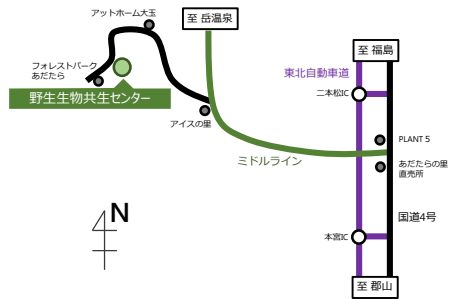 アットホーム大玉
至 岳温泉
至 福島
フォレストパーク
あだたら
東北自動車道
野生生物共生センター
二本松IC
アイスの里
PLANT 5
ミドルライン
あだたらの里
直売所
N
国道4号
本宮IC
至 郡山